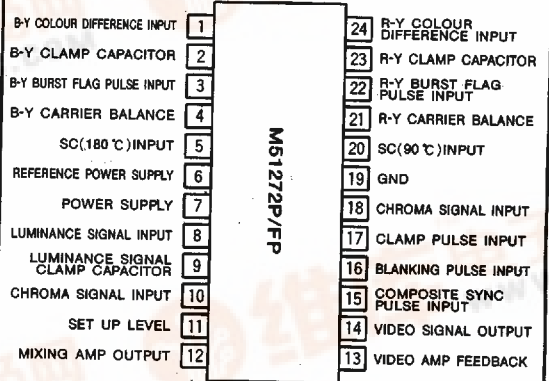 B-Y COLOUR DIFFERENCE INPUT 1
B-Y CLAMP CAPACITOR 2
B-Y BURST FLAG PULSE INPUT 3
B-Y CARRIER BALANCE 4
SC(180℃)INPUT 5
REFERENCE POWER SUPPLY 6
POWER SUPPLY 7
LUMINANCE SIGNAL INPUT 8
LUMINANCE SIGNAL
CLAMP CAPACITOR 9
CHROMA SIGNAL INPUT 10
SET UP LEVEL 11
MIXING AMP OUTPUT 12
M51272P/FP
24 R-Y COLOUR
DIFFERENCE INPUT
23 R-Y CLAMP CAPACITOR
22 R-Y BURST FLAG
PULSE INPUT
21 R-Y CARRIER BALANCE
20 SC(90℃)INPUT
19 GND
18 CHROMA SIGNAL INPUT
17 CLAMP PULSE INPUT
16 BLANKING PULSE INPUT
15 COMPOSITE SYNC
PULSE INPUT
14 VIDEO SIGNAL OUTPUT
13 VIDEO AMP FEEDBACK